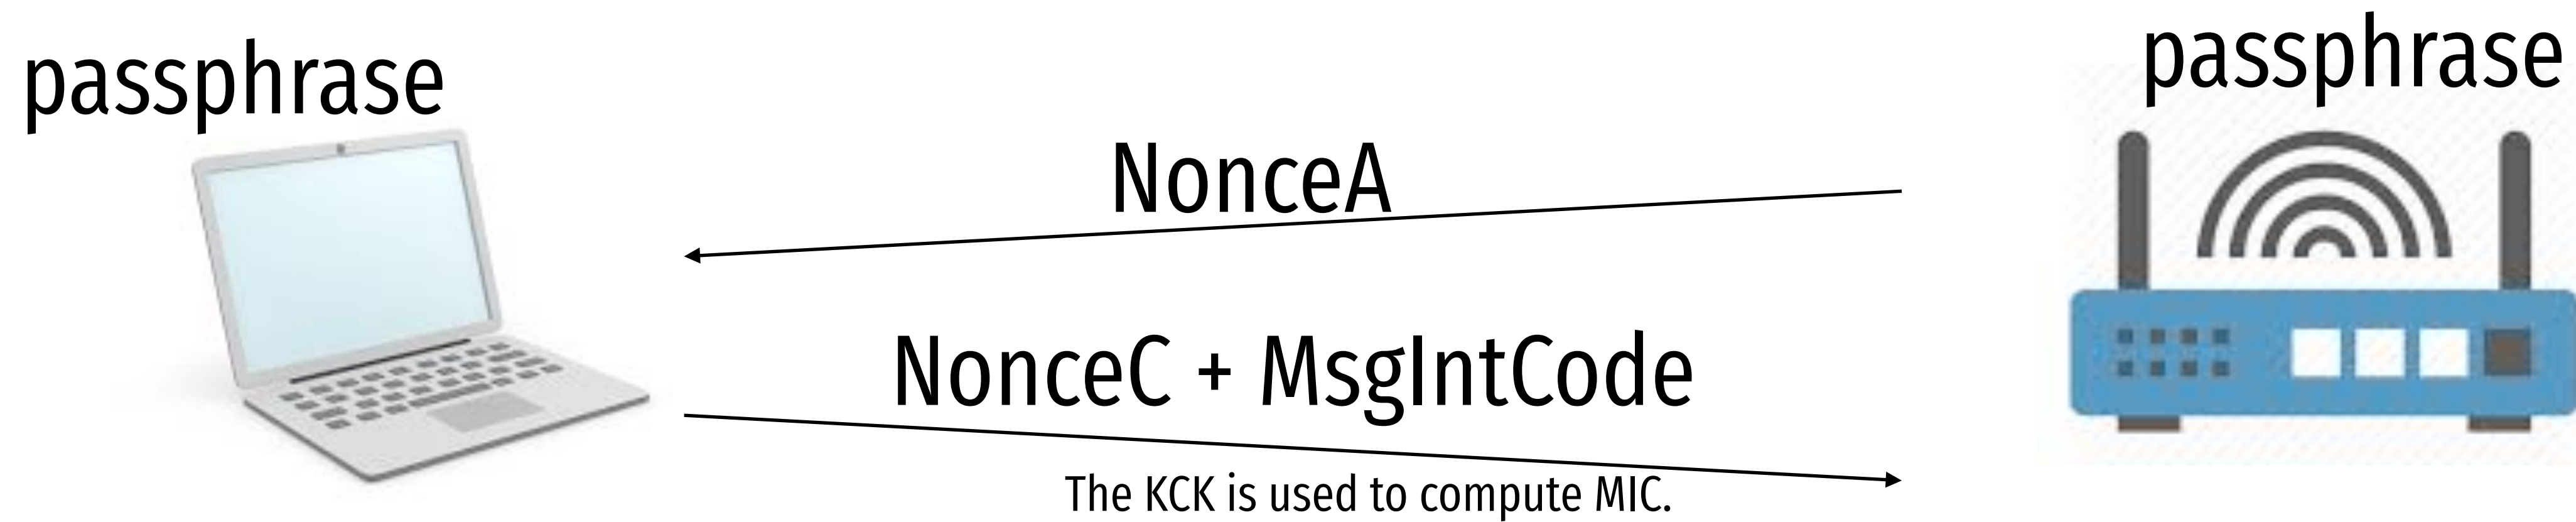 passphrase
passphrase
NonceA
NonceC + MsgIntCode
The KCK is used to compute MIC.